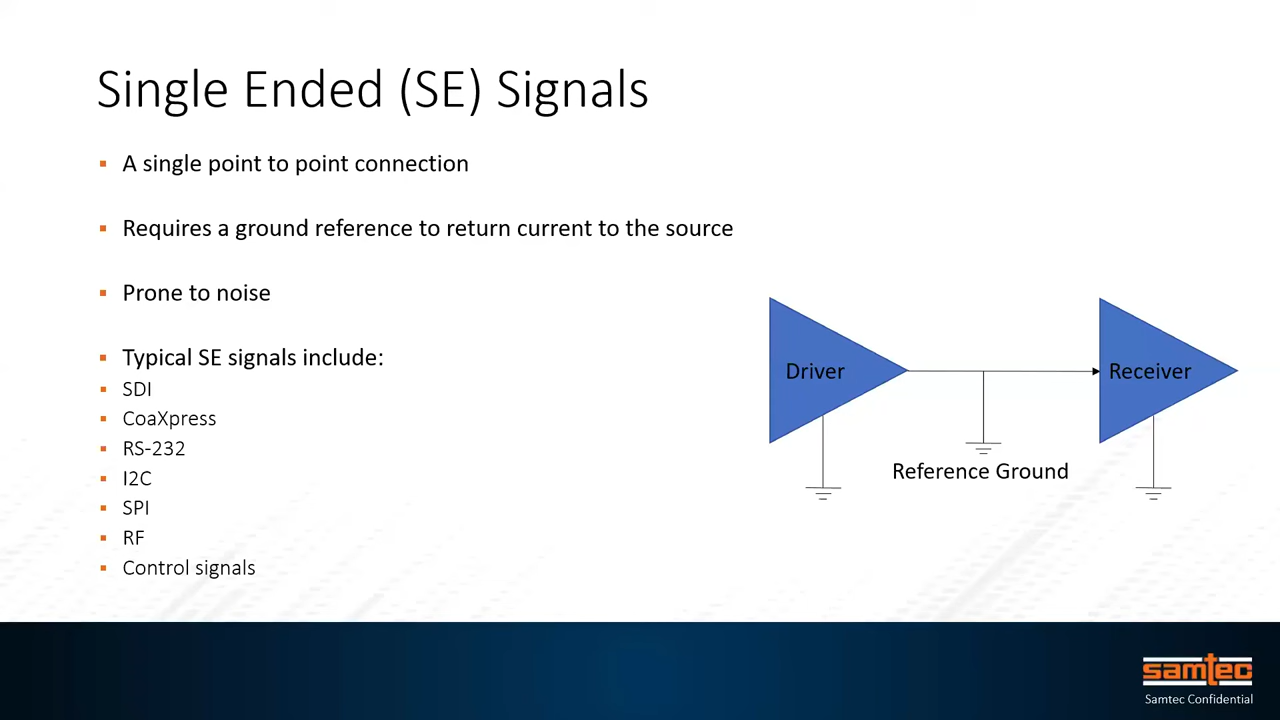 Single Ended (SE) Signals
A single point to point connection
Requires a ground reference to return current to the source
Prone to noise
Typical SE signals include:
SDI
CoaXpress
RS-232
I2C
SPI
RF
Control signals
Driver
Receiver
Reference Ground
samtec
Samtec Confidential